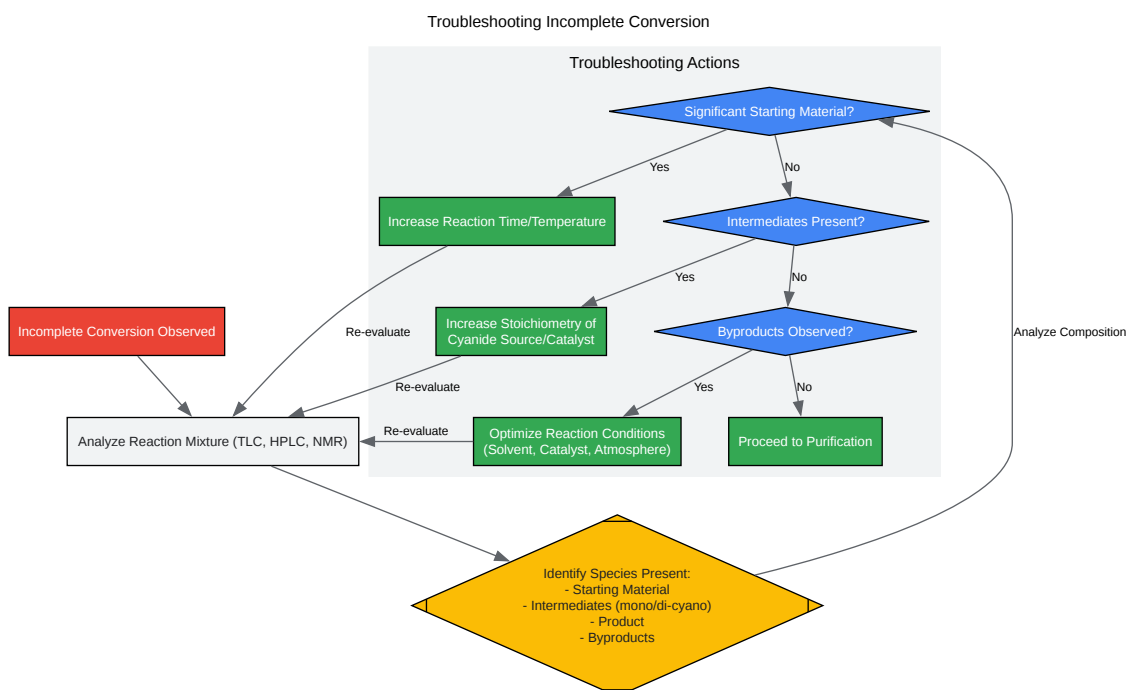 Troubleshooting Incomplete Conversion
Troubleshooting Actions
Significant Starting Material?
Yes
No
Increase Reaction Time/Temperature
Intermediates Present?
Yes
No
Incomplete Conversion Observed
Re-evaluate
Increase Stoichiometry of
Cyanide Source/Catalyst
Byproducts Observed?
Analyze Composition
Re-evaluate
Yes
No
Analyze Reaction Mixture (TLC, HPLC, NMR)
Re-evaluate
Optimize Reaction Conditions
(Solvent, Catalyst, Atmosphere)
Proceed to Purification
Identify Species Present:
- Starting Material
- Intermediates (mono/di-cyano)
- Product
- Byproducts